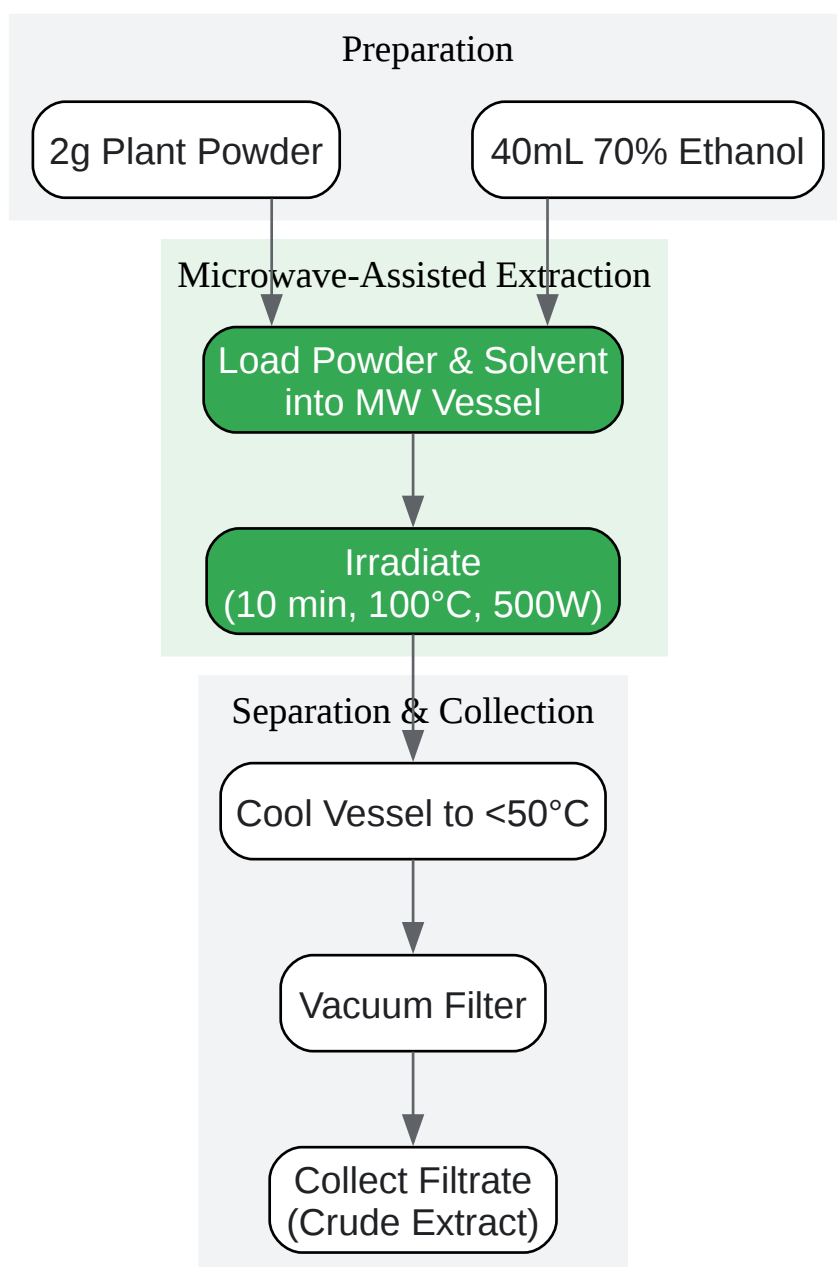 Preparation
2g Plant Powder
40mL 70% Ethanol
Microwave-Assisted Extraction
Load Powder & Solvent
into MW Vessel
Irradiate
(10 min, 100°C, 500W)
Separation & Collection
Cool Vessel to <50°C
Vacuum Filter
Collect Filtrate
(Crude Extract)